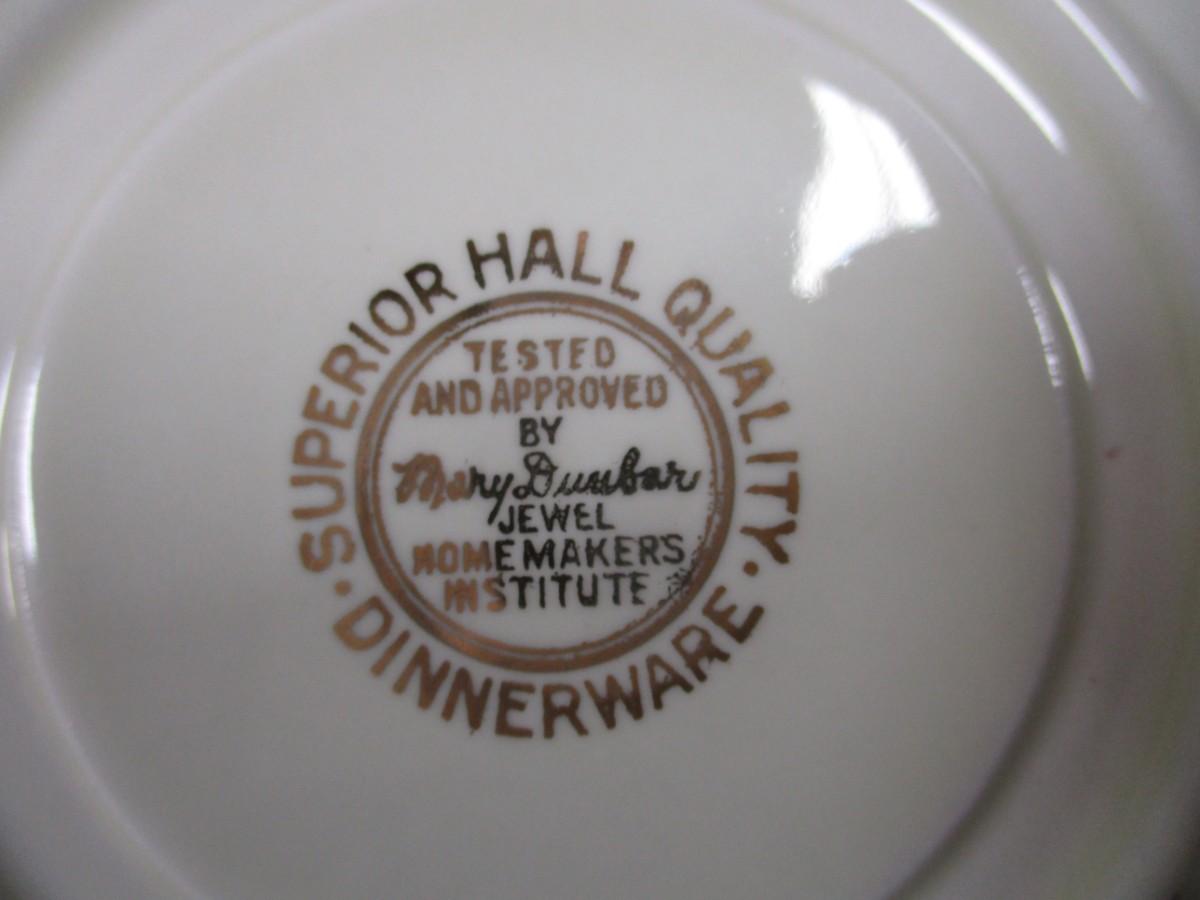 SUPERIOR HALL QUALITY
TESTED
AND APPROVED
BY
Mary Dunbar
JEWEL
HOMEMAKERS
INSTITUTE
· DINNERWARE ·